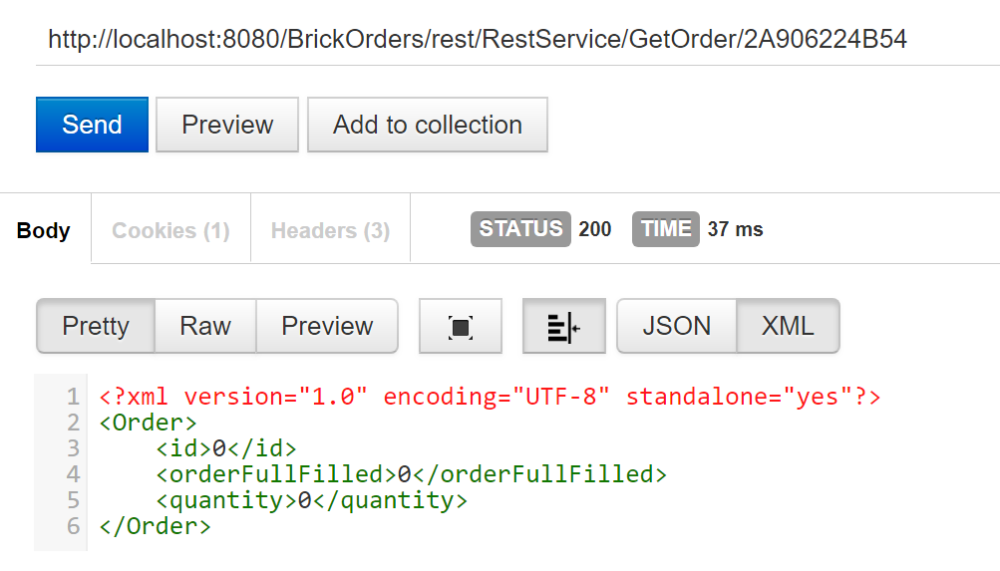 http://localhost:8080/BrickOrders/rest/RestService/GetOrder/2A906224B54
Send Preview Add to collection
Body Cookies (1) Headers (3) STATUS 200 TIME 37 ms
Pretty Raw Preview JSON XML
1 <?xml version="1.0" encoding="UTF-8" standalone="yes"?>
2 <Order>
3     <id>0</id>
4     <orderFullFilled>0</orderFullFilled>
5     <quantity>0</quantity>
6 </Order>